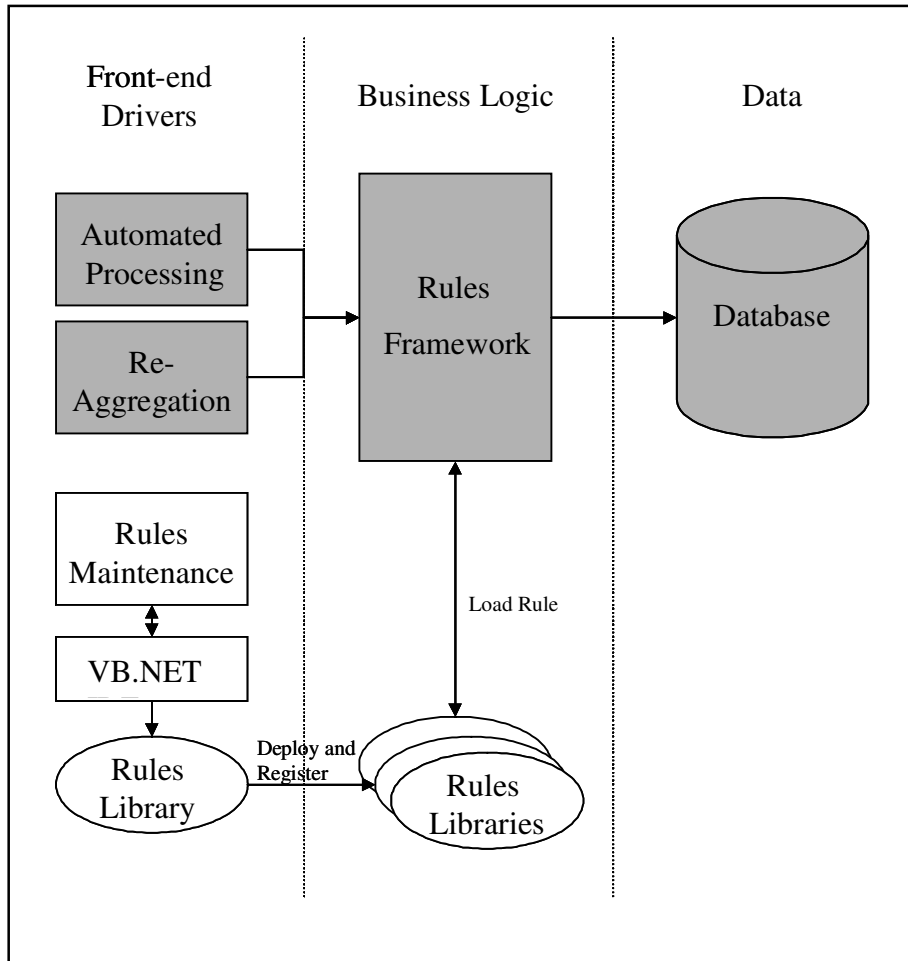 Front-end
Drivers
Business Logic
Data
Automated
Processing
Re-
Aggregation
Rules
Framework
Database
Rules
Maintenance
VB.NET
Load Rule
Rules
Library
Deploy and
Register
Rules
Libraries